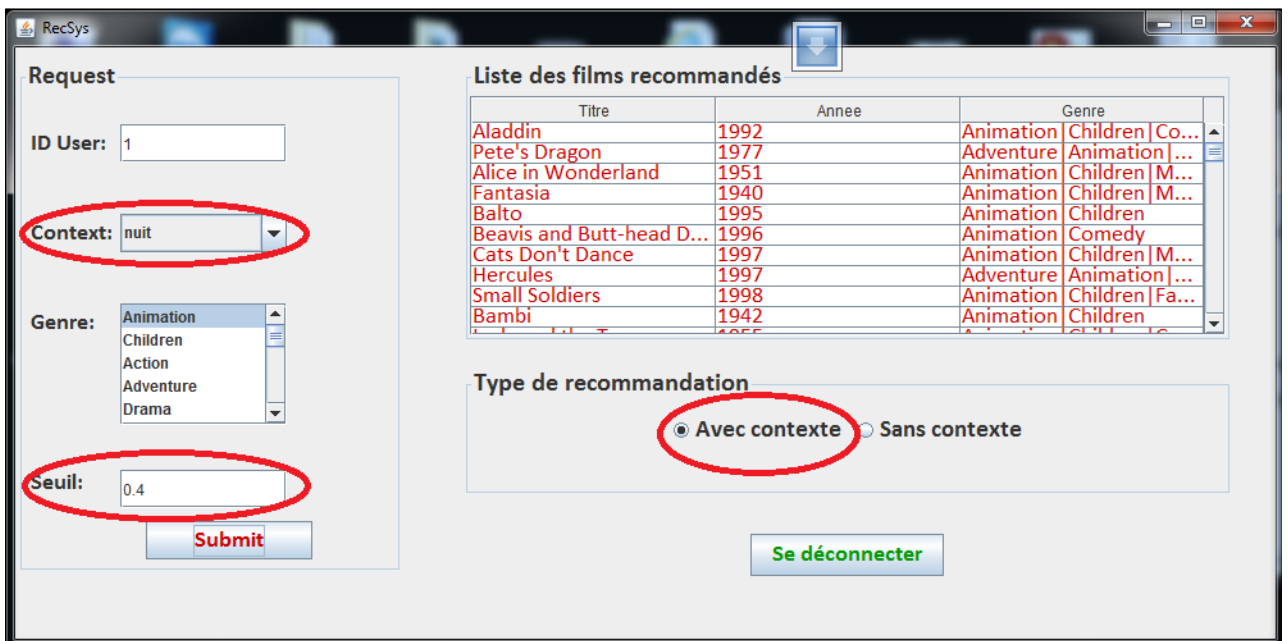 RecSys
Request
ID User: 1
Context: nuit
Genre: Animation
Children
Action
Adventure
Drama
Seuil: 0.4
Submit
Liste des films recommandés
Titre Annee Genre
Aladdin 1992 Animation|Children|Co...
Pete's Dragon 1977 Adventure|Animation|...
Alice in Wonderland 1951 Animation|Children|M...
Fantasia 1940 Animation|Children|M...
Balto 1995 Animation|Children
Beavis and Butt-head D... 1996 Animation|Comedy
Cats Don't Dance 1997 Animation|Children|M...
Hercules 1997 Adventure|Animation|...
Small Soldiers 1998 Animation|Children|Fa...
Bambi 1942 Animation|Children
Type de recommandation
Avec contexte Sans contexte
Se déconnecter